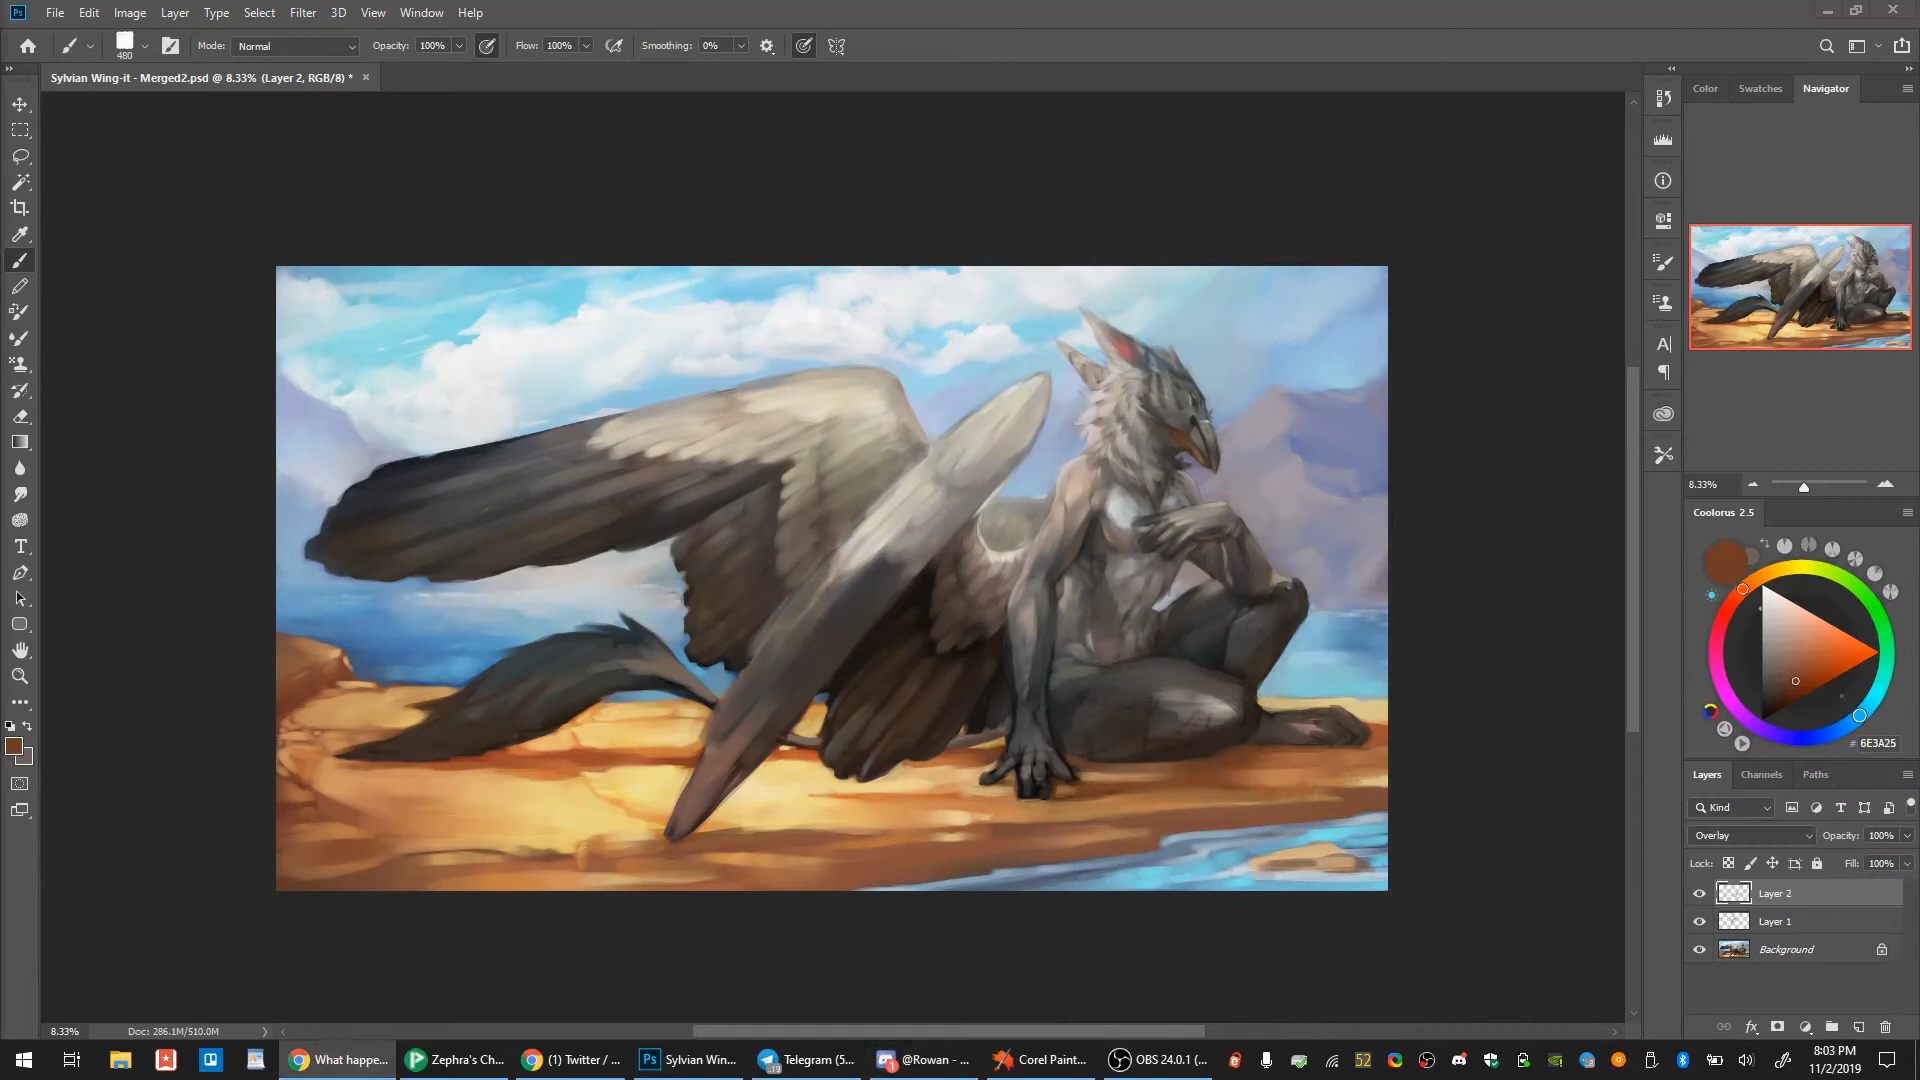 Ps File Edit Image Layer Type Select Filter 3D View Window Help
480 Mode: Normal Opacity: 100% Flow: 100% Smoothing: 0%
Sylvian Wing-it - Merged2.psd @ 8.33% (Layer 2, RGB/8) * ×
Color Swatches Navigator
8.33%
Coolorus 2.5
# 6E3A25
Layers Channels Paths
Kind
Overlay Opacity: 100%
Lock: Fill: 100%
Layer 2
Layer 1
Background
8.33% Doc: 286.1M/510.0M
What happe... Zephra's Ch... (1) Twitter / ... Ps Sylvian Win... 19 Telegram (5... 1 @Rowan - ... Corel Paint... OBS 24.0.1 (... 52 8:03 PM
11/2/2019